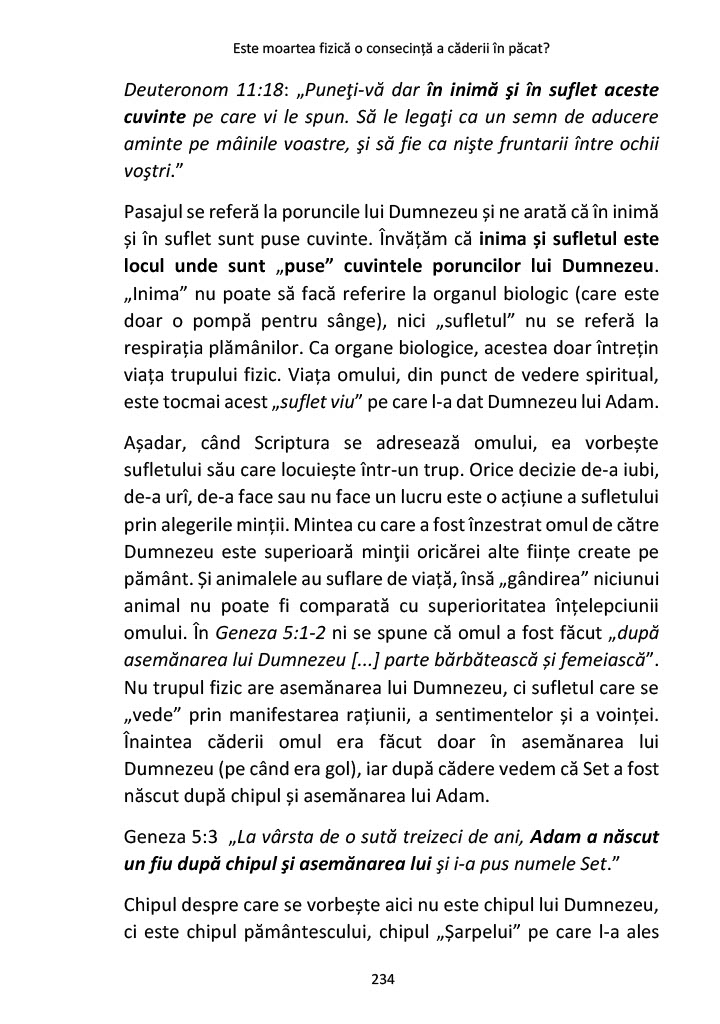 Este moartea fizică o consecință a căderii în păcat?
Deuteronom 11:18: „Puneţi-vă dar în inimă şi în suflet aceste
cuvinte pe care vi le spun. Să le legaţi ca un semn de aducere
aminte pe mâinile voastre, şi să fie ca nişte fruntarii între ochii
voştri.”
Pasajul se referă la poruncile lui Dumnezeu și ne arată că în inimă
și în suflet sunt puse cuvinte. Învățăm că inima și sufletul este
locul unde sunt „puse” cuvintele poruncilor lui Dumnezeu.
„Inima” nu poate să facă referire la organul biologic (care este
doar o pompă pentru sânge), nici „sufletul” nu se referă la
respirația plămânilor. Ca organe biologice, acestea doar întrețin
viața trupului fizic. Viața omului, din punct de vedere spiritual,
este tocmai acest „suflet viu” pe care l-a dat Dumnezeu lui Adam.
Așadar, când Scriptura se adresează omului, ea vorbește
sufletului său care locuiește într-un trup. Orice decizie de-a iubi,
de-a urî, de-a face sau nu face un lucru este o acțiune a sufletului
prin alegerile minții. Mintea cu care a fost înzestrat omul de către
Dumnezeu este superioară minţii oricărei alte ființe create pe
pământ. Și animalele au suflare de viață, însă „gândirea” niciunui
animal nu poate fi comparată cu superioritatea înțelepciunii
omului. În Geneza 5:1-2 ni se spune că omul a fost făcut „după
asemănarea lui Dumnezeu [...] parte bărbătească și femeiască”.
Nu trupul fizic are asemănarea lui Dumnezeu, ci sufletul care se
„vede” prin manifestarea rațiunii, a sentimentelor și a voinței.
Înaintea căderii omul era făcut doar în asemănarea lui
Dumnezeu (pe când era gol), iar după cădere vedem că Set a fost
născut după chipul și asemănarea lui Adam.
Geneza 5:3 „La vârsta de o sută treizeci de ani, Adam a născut
un fiu după chipul şi asemănarea lui şi i-a pus numele Set.”
Chipul despre care se vorbește aici nu este chipul lui Dumnezeu,
ci este chipul pământescului, chipul „Șarpelui” pe care l-a ales
234